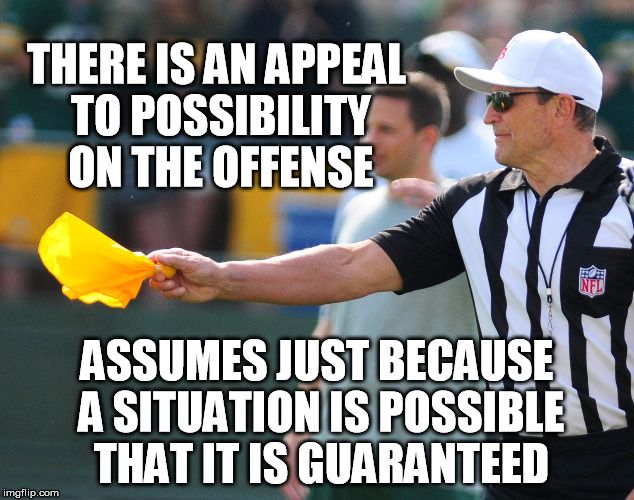 THERE IS AN APPEAL
TO POSSIBILITY
ON THE OFFENSE
NFL
ASSUMES JUST BECAUSE
A SITUATION IS POSSIBLE
THAT IT IS GUARANTEED
imgflip.com